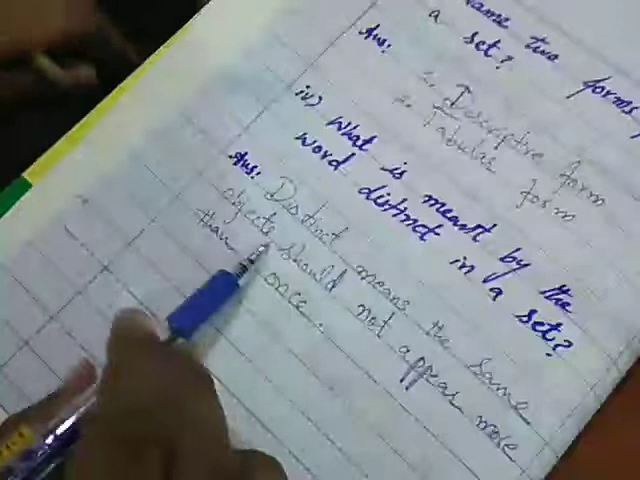 Name two forms,
a set?
Ans:
1. Descriptive form
2. Tabular form
iv) What is meant by the
word distinct in a set?
Ans: Distinct means the same
objects should not appear more
than once.